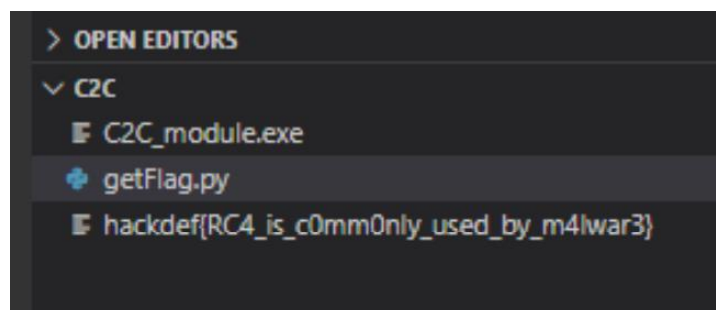 OPEN EDITORS
C2C
C2C_module.exe
getFlag.py
hackdef{RC4_is_c0mm0nly_used_by_m4lwar3}